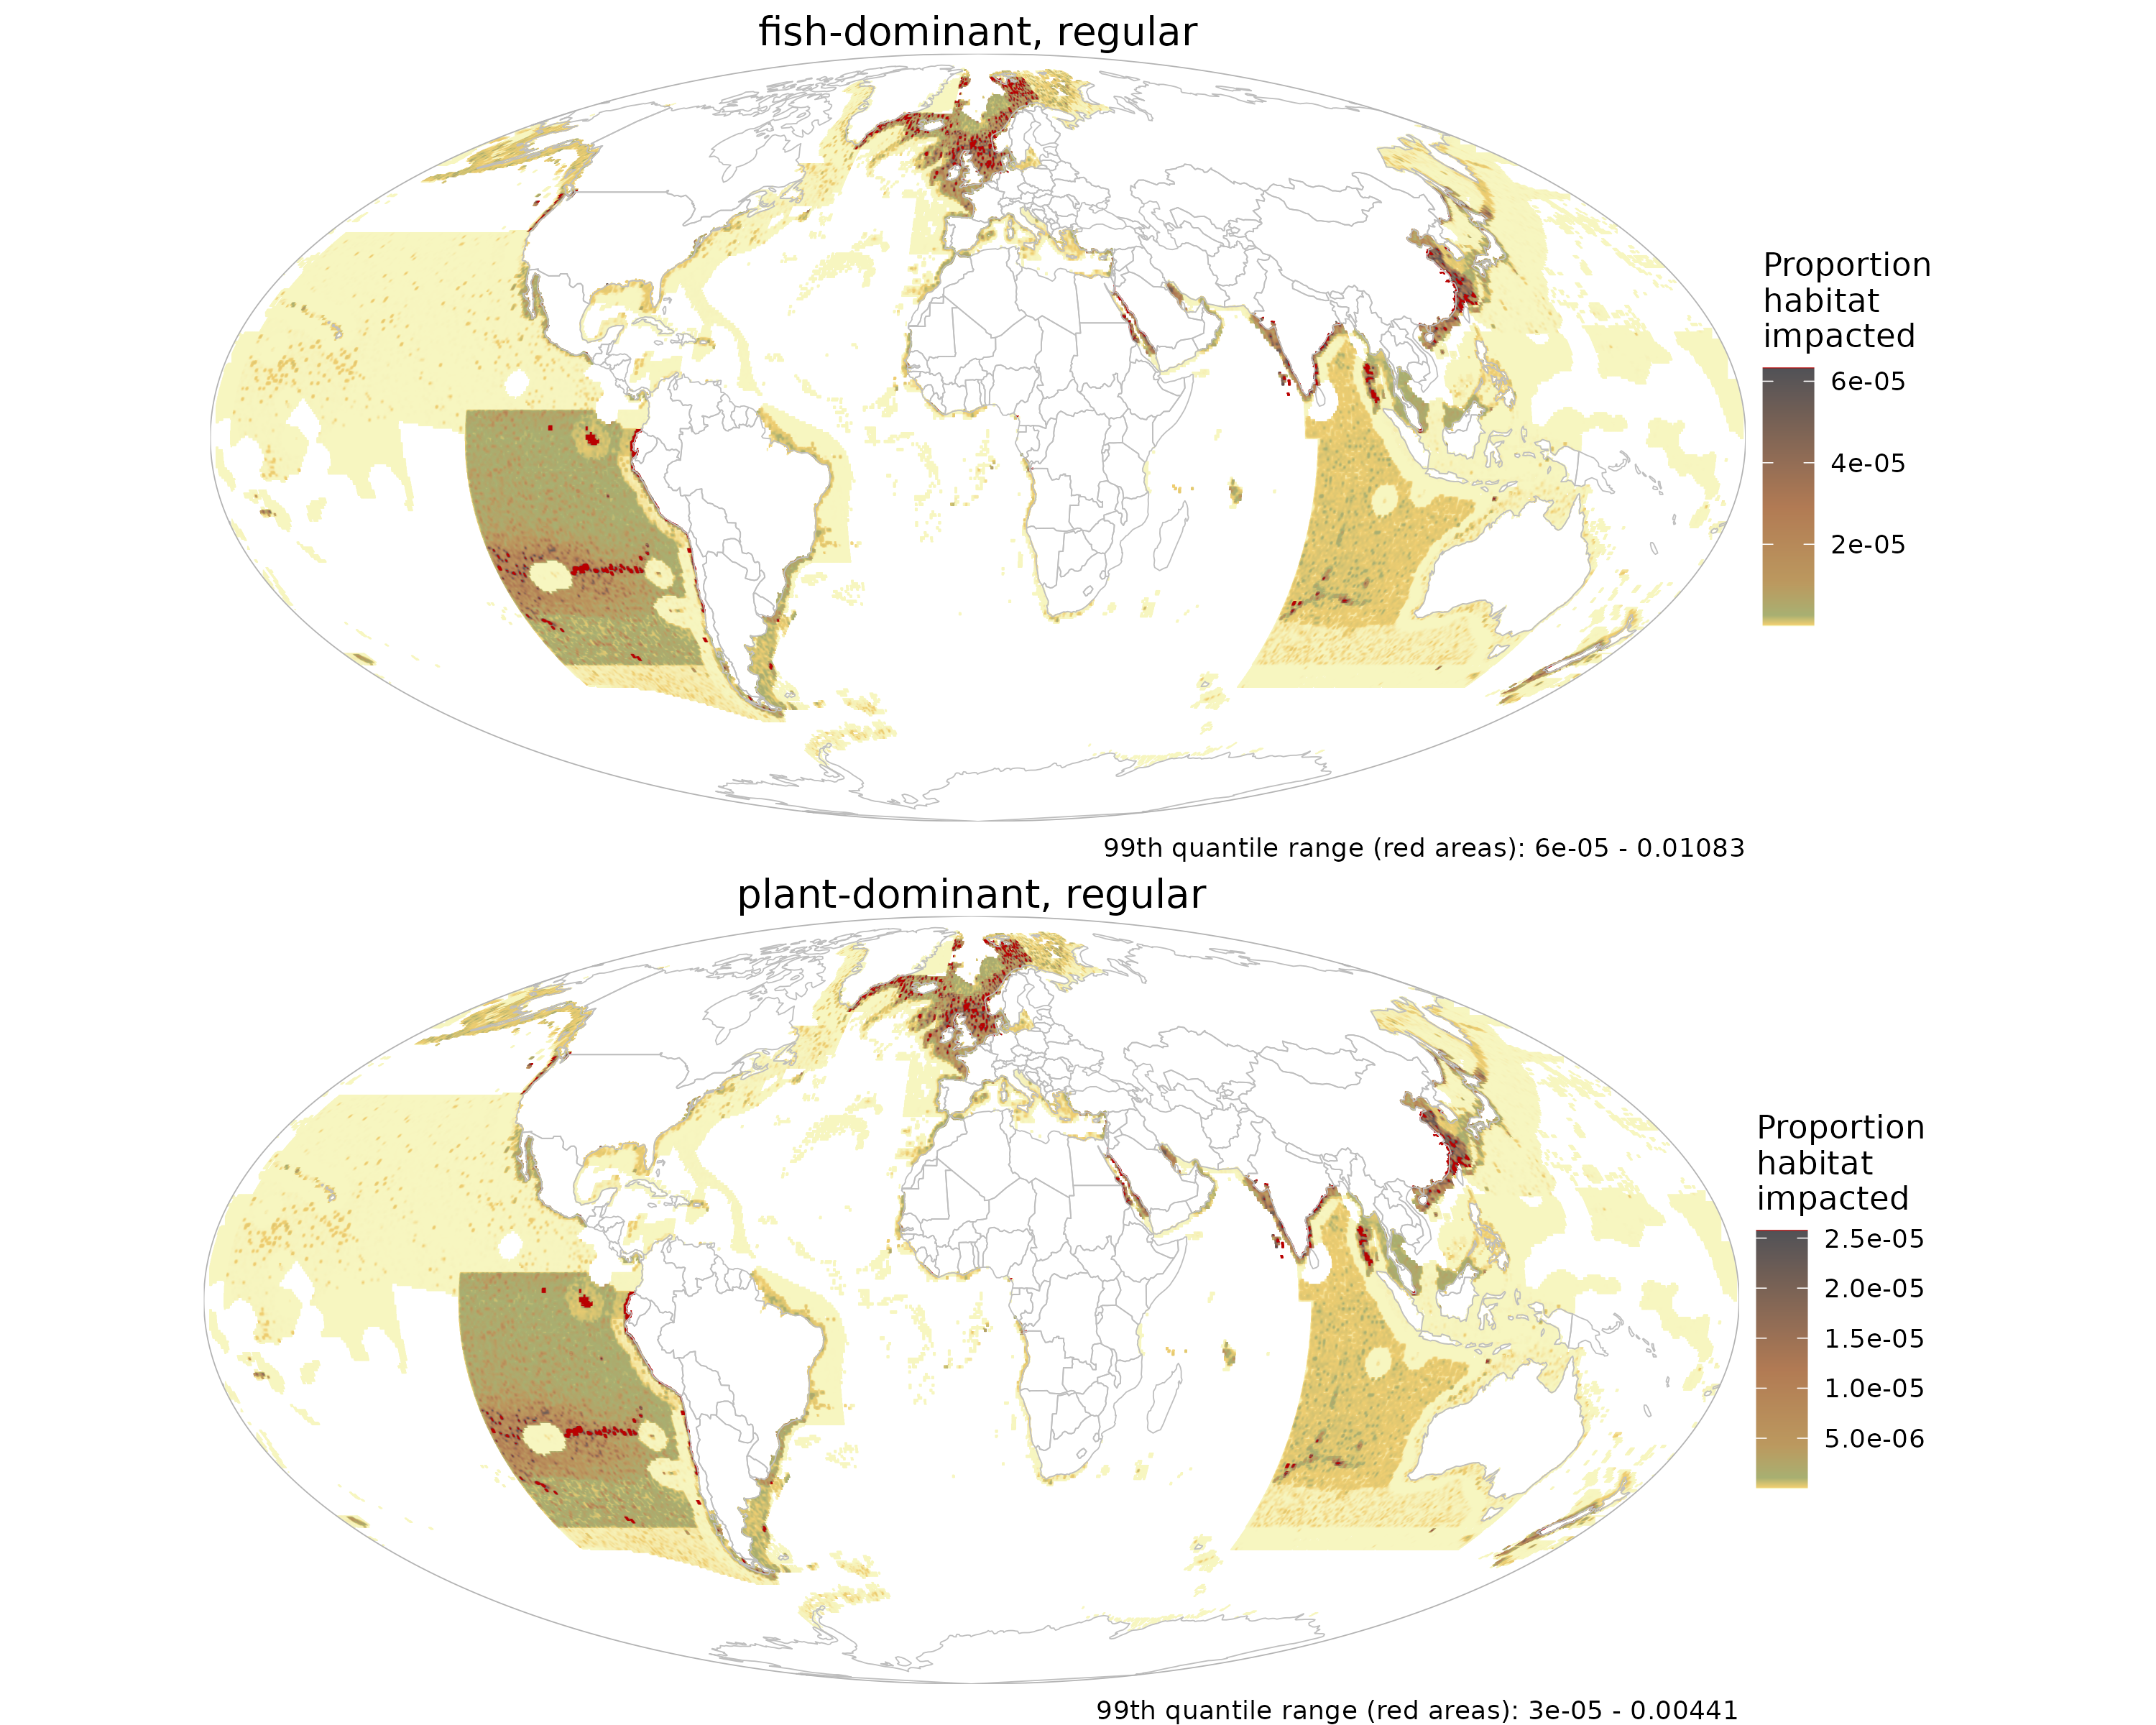 fish-dominant, regular
Proportion
habitat
impacted
6e-05
4e-05
2e-05
99th quantile range (red areas): 6e-05 - 0.01083
plant-dominant, regular
Proportion
habitat
impacted
2.5e-05
2.0e-05
1.5e-05
1.0e-05
5.0e-06
99th quantile range (red areas): 3e-05 - 0.00441